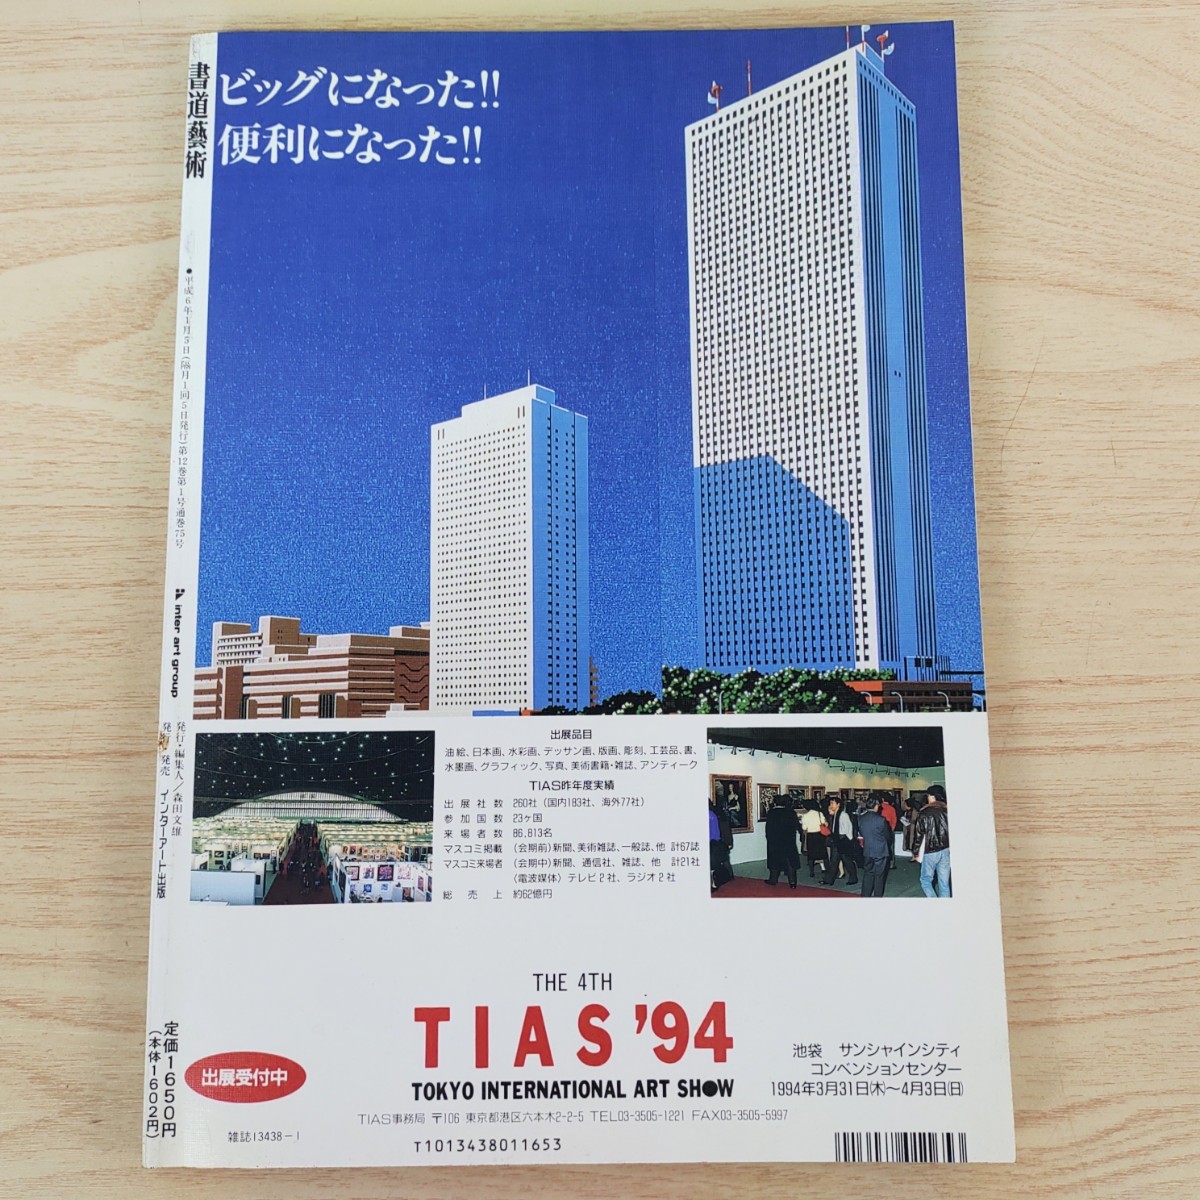 書道藝術
●平成6年1月5日(隔月1回5日発行)第12巻第1号通巻75号
inter art group
発行・編集人／森田文雄
発行 発売 インターアート出版
定価1650円
(本体1602円)
ビッグになった!!
便利になった!!
出展品目
油絵、日本画、水彩画、デッサン画、版画、彫刻、工芸品、書、
水墨画、グラフィック、写真、美術書籍・雑誌、アンティーク
TIAS昨年度実績
出展社数 260社(国内183社、海外77社)
参加国数 23ヶ国
来場者数 86,813名
マスコミ掲載 (会期前)新聞、美術雑誌、一般誌、他 計67誌
マスコミ来場者 (会期中)新聞、通信社、雑誌、他 計21社
(電波媒体) テレビ2社、ラジオ2社
総売上 約62億円
THE 4TH
TIAS '94
TOKYO INTERNATIONAL ART SHOW
出展受付中
池袋 サンシャインシティ
コンベンションセンター
1994年3月31日(木)〜4月3日(日)
TIAS事務局 〒106 東京都港区六本木2-2-5 TEL03-3505-1221 FAX03-3505-5997
雑誌13438-1
T1013438011653